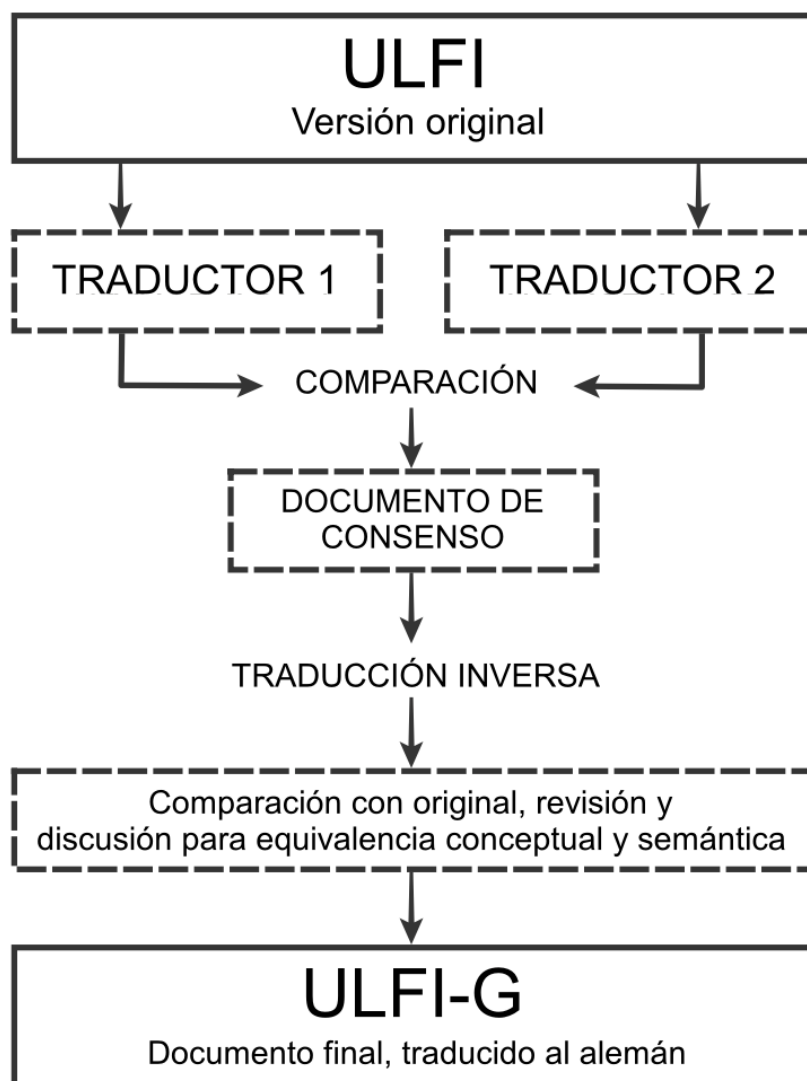 ULFI
Versión original
TRADUCTOR 1
TRADUCTOR 2
COMPARACIÓN
DOCUMENTO DE
CONSENSO
TRADUCCIÓN INVERSA
Comparación con original, revisión y
discusión para equivalencia conceptual y semántica
ULFI-G
Documento final, traducido al alemán